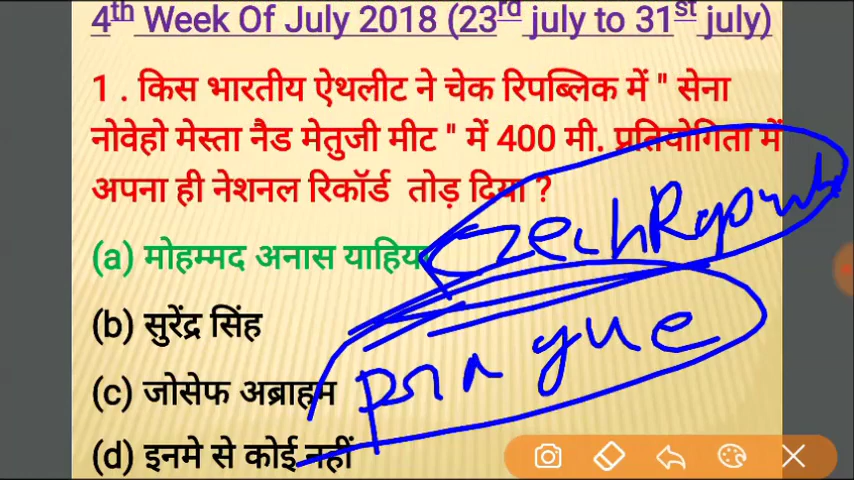 4th Week Of July 2018 (23rd july to 31st july)
1 . किस भारतीय ऐथलीट ने चेक रिपब्लिक में " सेना
नोवेहो मेस्ता नैड मेतुजी मीट " में 400 मी. प्रतियोगिता में
अपना ही नेशनल रिकॉर्ड तोड़ दिया ?
(a) मोहम्मद अनास याहिया
Czech
(b) सुरेंद्र सिंह
prague
(c) जोसेफ अब्राहम
(d) इनमे से कोई नहीं